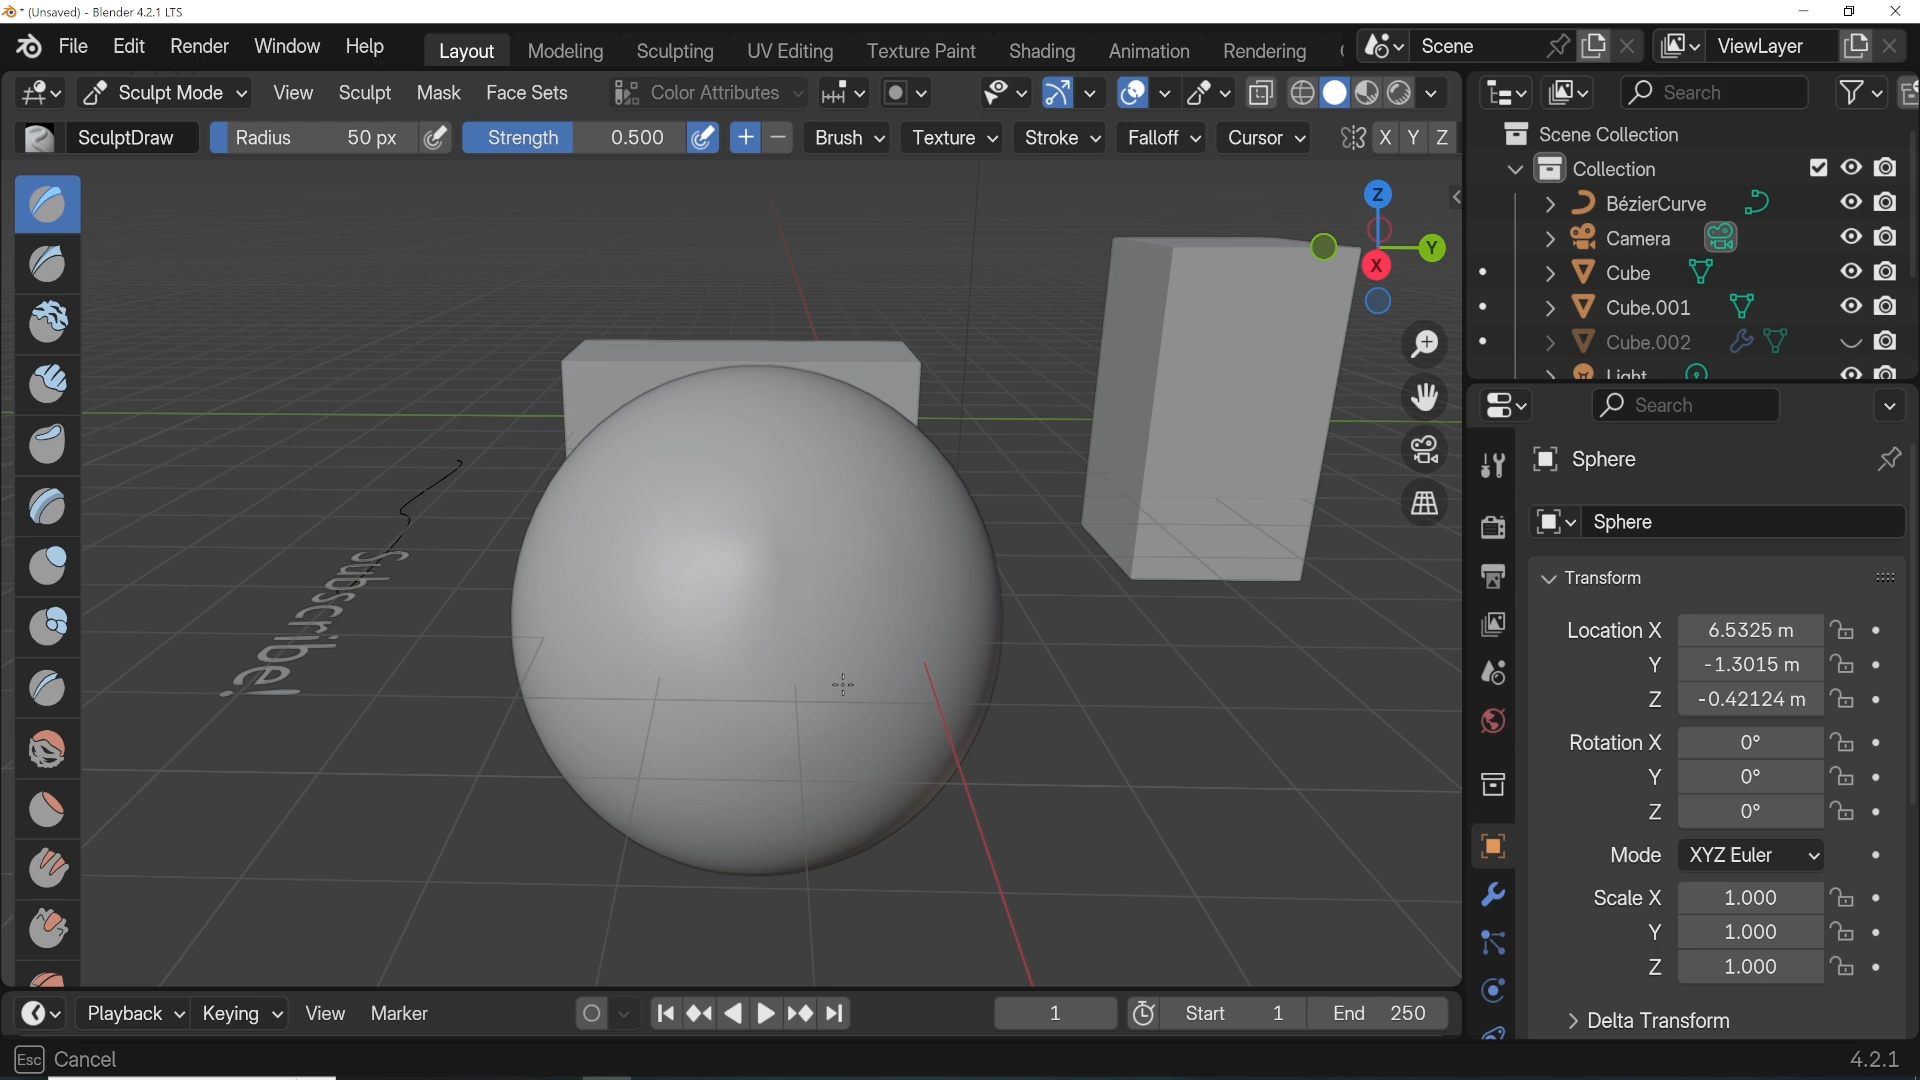 * (Unsaved) - Blender 4.2.1 LTS
File Edit Render Window Help Layout Modeling Sculpting UV Editing Texture Paint Shading Animation Rendering Scene ViewLayer
Sculpt Mode View Sculpt Mask Face Sets Color Attributes Search
SculptDraw Radius 50 px Strength 0.500 + − Brush Texture Stroke Falloff Cursor X Y Z
Scene Collection
Collection
BézierCurve
Camera
Cube
Cube.001
Cube.002
Light
Z
Y
X
Subscribe!
Search
Sphere
Sphere
Transform
Location X 6.5325 m
Y -1.3015 m
Z -0.42124 m
Rotation X 0°
Y 0°
Z 0°
Mode XYZ Euler
Scale X 1.000
Y 1.000
Z 1.000
Delta Transform
Playback Keying View Marker 1 Start 1 End 250
Esc Cancel 4.2.1